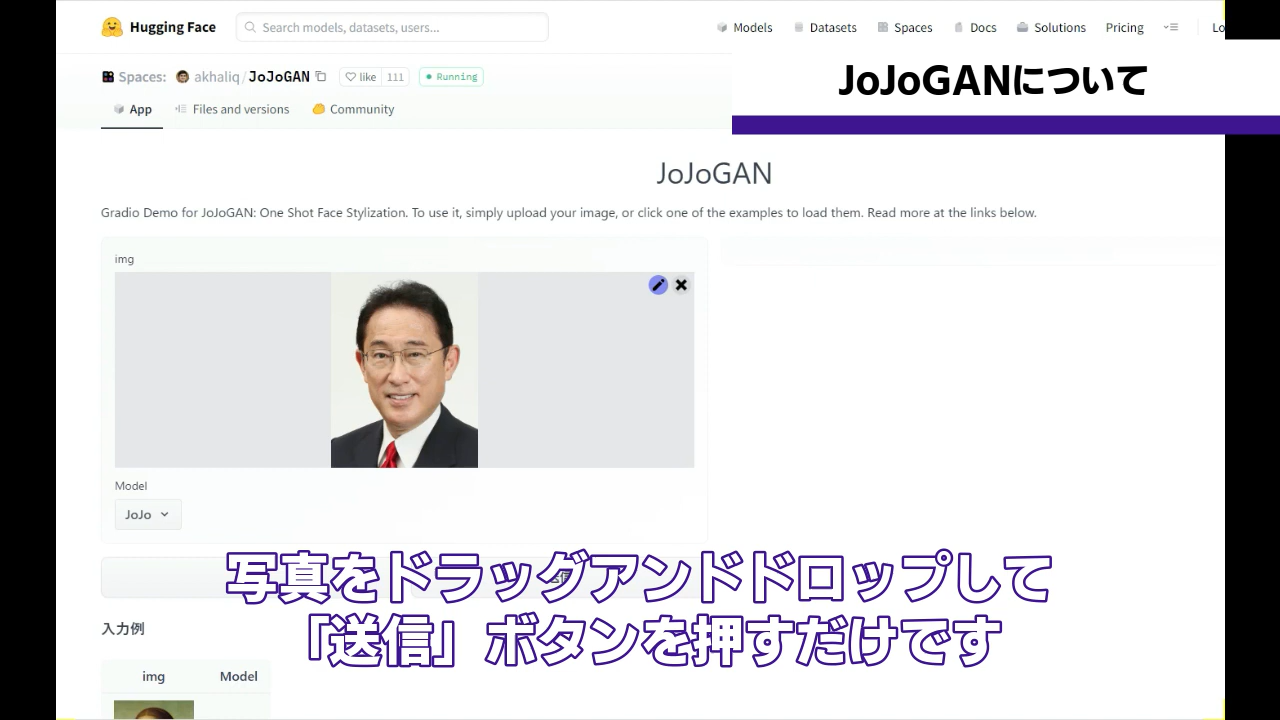 Hugging Face
Search models, datasets, users...
Models
Datasets
Spaces
Docs
Solutions
Pricing
Lo
Spaces:
akhaliq/JoJoGAN
like
111
Running
JoJoGANについて
App
Files and versions
Community
JoJoGAN
Gradio Demo for JoJoGAN: One Shot Face Stylization. To use it, simply upload your image, or click one of the examples to load them. Read more at the links below.
img
Model
JoJo
写真をドラッグアンドドロップして
「送信」ボタンを押すだけです
入力例
img
Model